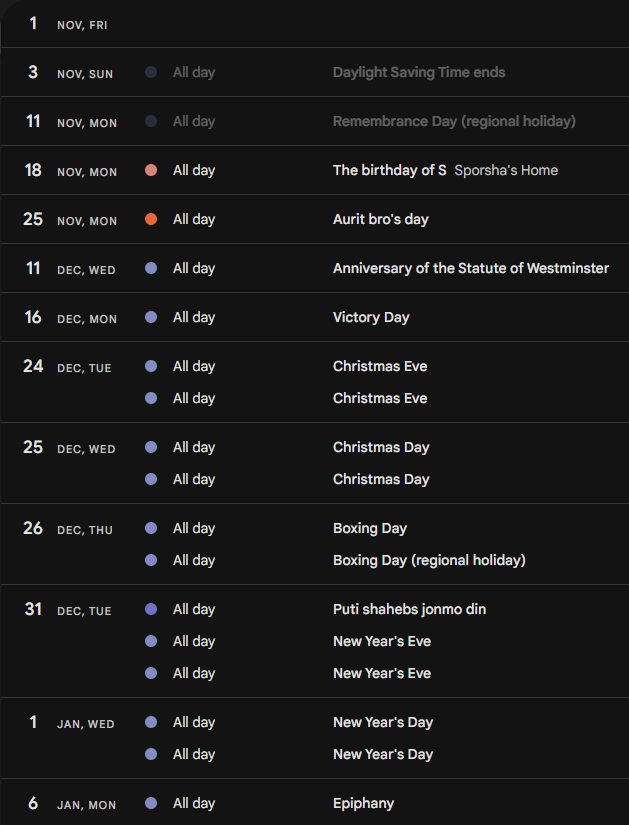 1 NOV, FRI
3 NOV, SUN All day Daylight Saving Time ends
11 NOV, MON All day Remembrance Day (regional holiday)
18 NOV, MON All day The birthday of S Sporsha's Home
25 NOV, MON All day Aurit bro's day
11 DEC, WED All day Anniversary of the Statute of Westminster
16 DEC, MON All day Victory Day
24 DEC, TUE All day Christmas Eve
All day Christmas Eve
25 DEC, WED All day Christmas Day
All day Christmas Day
26 DEC, THU All day Boxing Day
All day Boxing Day (regional holiday)
31 DEC, TUE All day Puti shahebs jonmo din
All day New Year's Eve
All day New Year's Eve
1 JAN, WED All day New Year's Day
All day New Year's Day
6 JAN, MON All day Epiphany